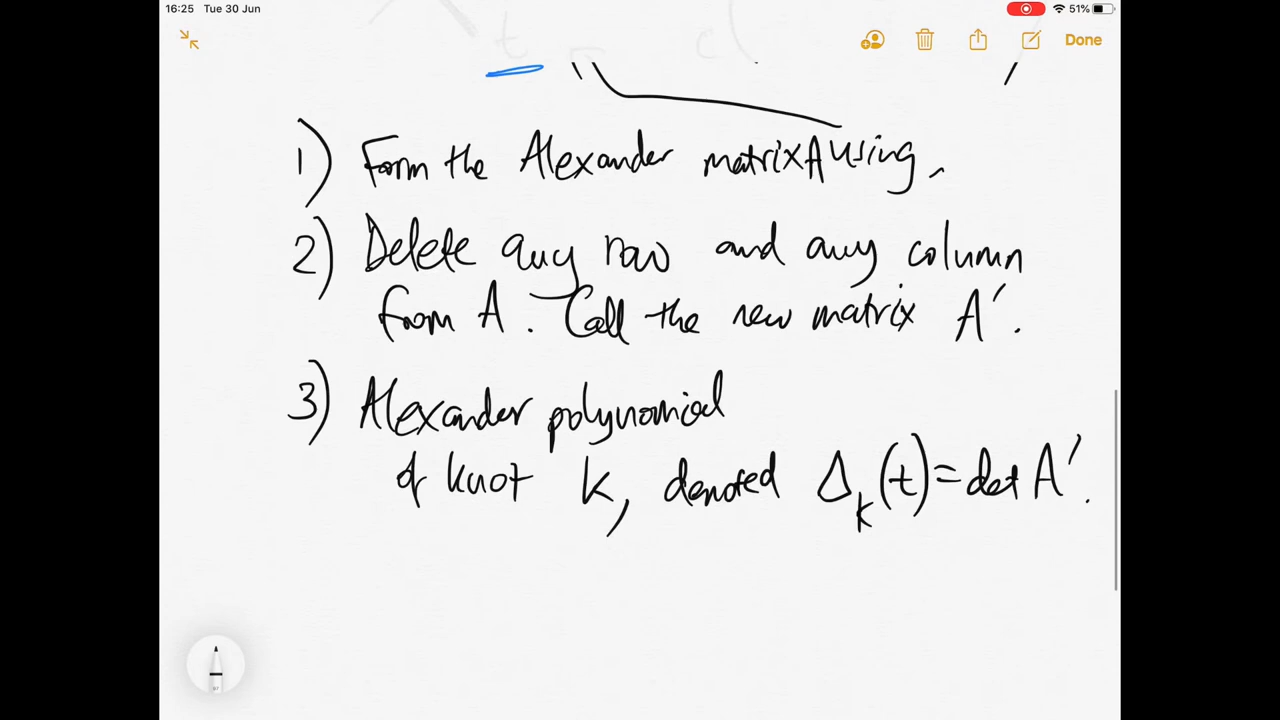 16:25 Tue 30 Jun 51%
Done
t c(
1) Form the Alexander matrix A using
2) Delete any row and any column
from A. Call the new matrix A'.
3) Alexander polynomial
of knot K, denoted Δ_K(t) = det A'.
97